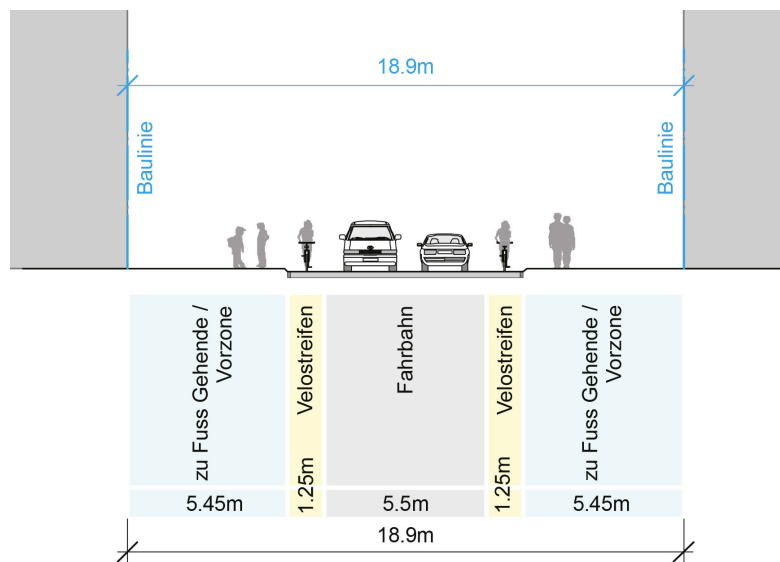 18.9m
Baulinie
Baulinie
zu Fuss Gehende /
Vorzone
Velostreifen
Fahrbahn
Velostreifen
zu Fuss Gehende /
Vorzone
5.45m
1.25m
5.5m
1.25m
5.45m
18.9m